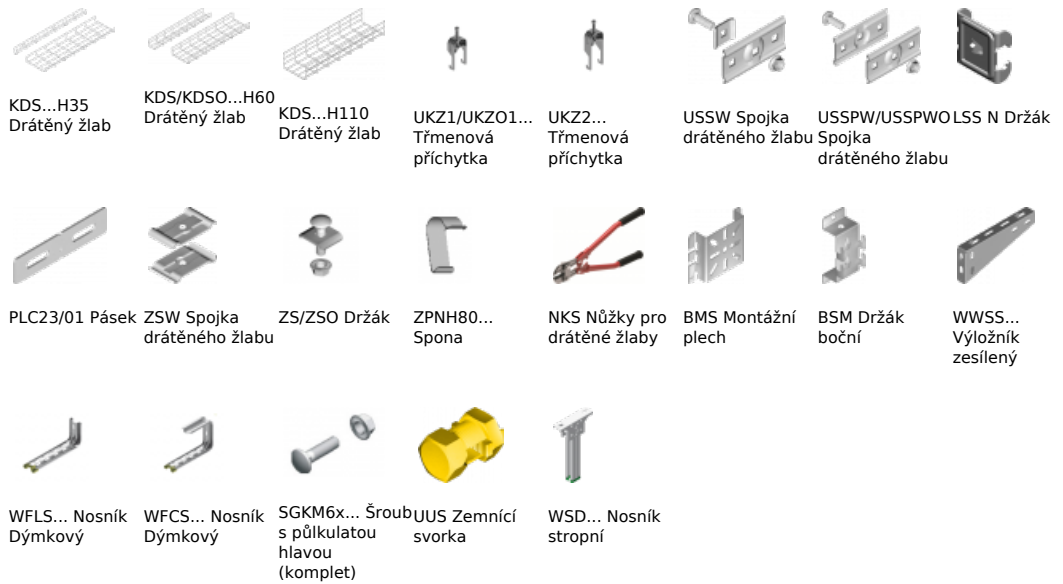 KDS...H35
Drátěný žlab
KDS/KDSO...H60
Drátěný žlab
KDS...H110
Drátěný žlab
UKZ1/UKZO1...
Třmenová
příchytka
UKZ2...
Třmenová
příchytka
USSW Spojka
drátěného žlabu
USSPW/USSPWO
Spojka
drátěného žlabu
LSS N Držák
PLC23/01 Pásek
ZSW Spojka
drátěného žlabu
ZS/ZSO Držák
ZPNH80...
Spona
NKS Nůžky pro
drátěné žlaby
BMS Montážní
plech
BSM Držák
boční
WWSS...
Výložník
zesílený
WFLS... Nosník
Dýmkový
WFCS... Nosník
Dýmkový
SGKM6x... Šroub
s půlkulatou
hlavou
(komplet)
UUS Zemnící
svorka
WSD... Nosník
stropní